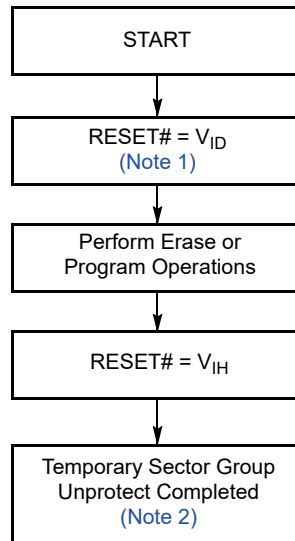 START
RESET# = VID
(Note 1)
Perform Erase or
Program Operations
RESET# = VIH
Temporary Sector Group
Unprotect Completed
(Note 2)